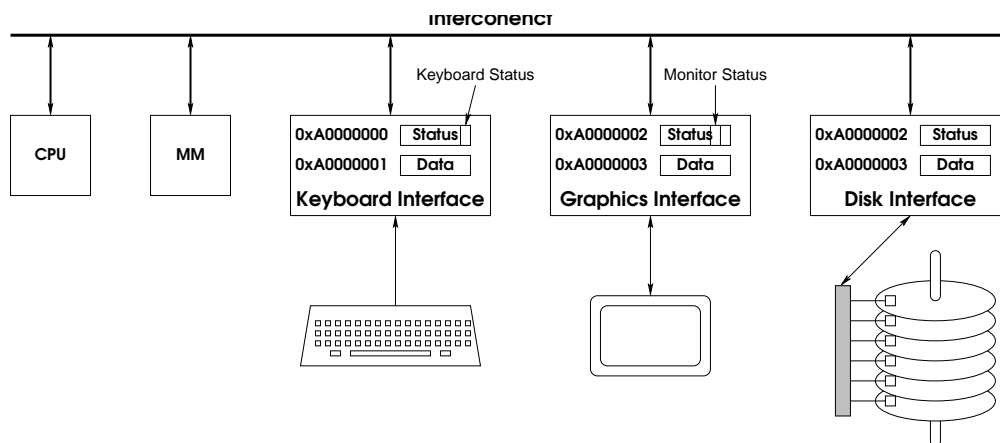 Interconenct
Keyboard Status
Monitor Status
CPU
MM
0xA0000000 Status
0xA0000001 Data
Keyboard Interface
0xA0000002 Status
0xA0000003 Data
Graphics Interface
0xA0000002 Status
0xA0000003 Data
Disk Interface